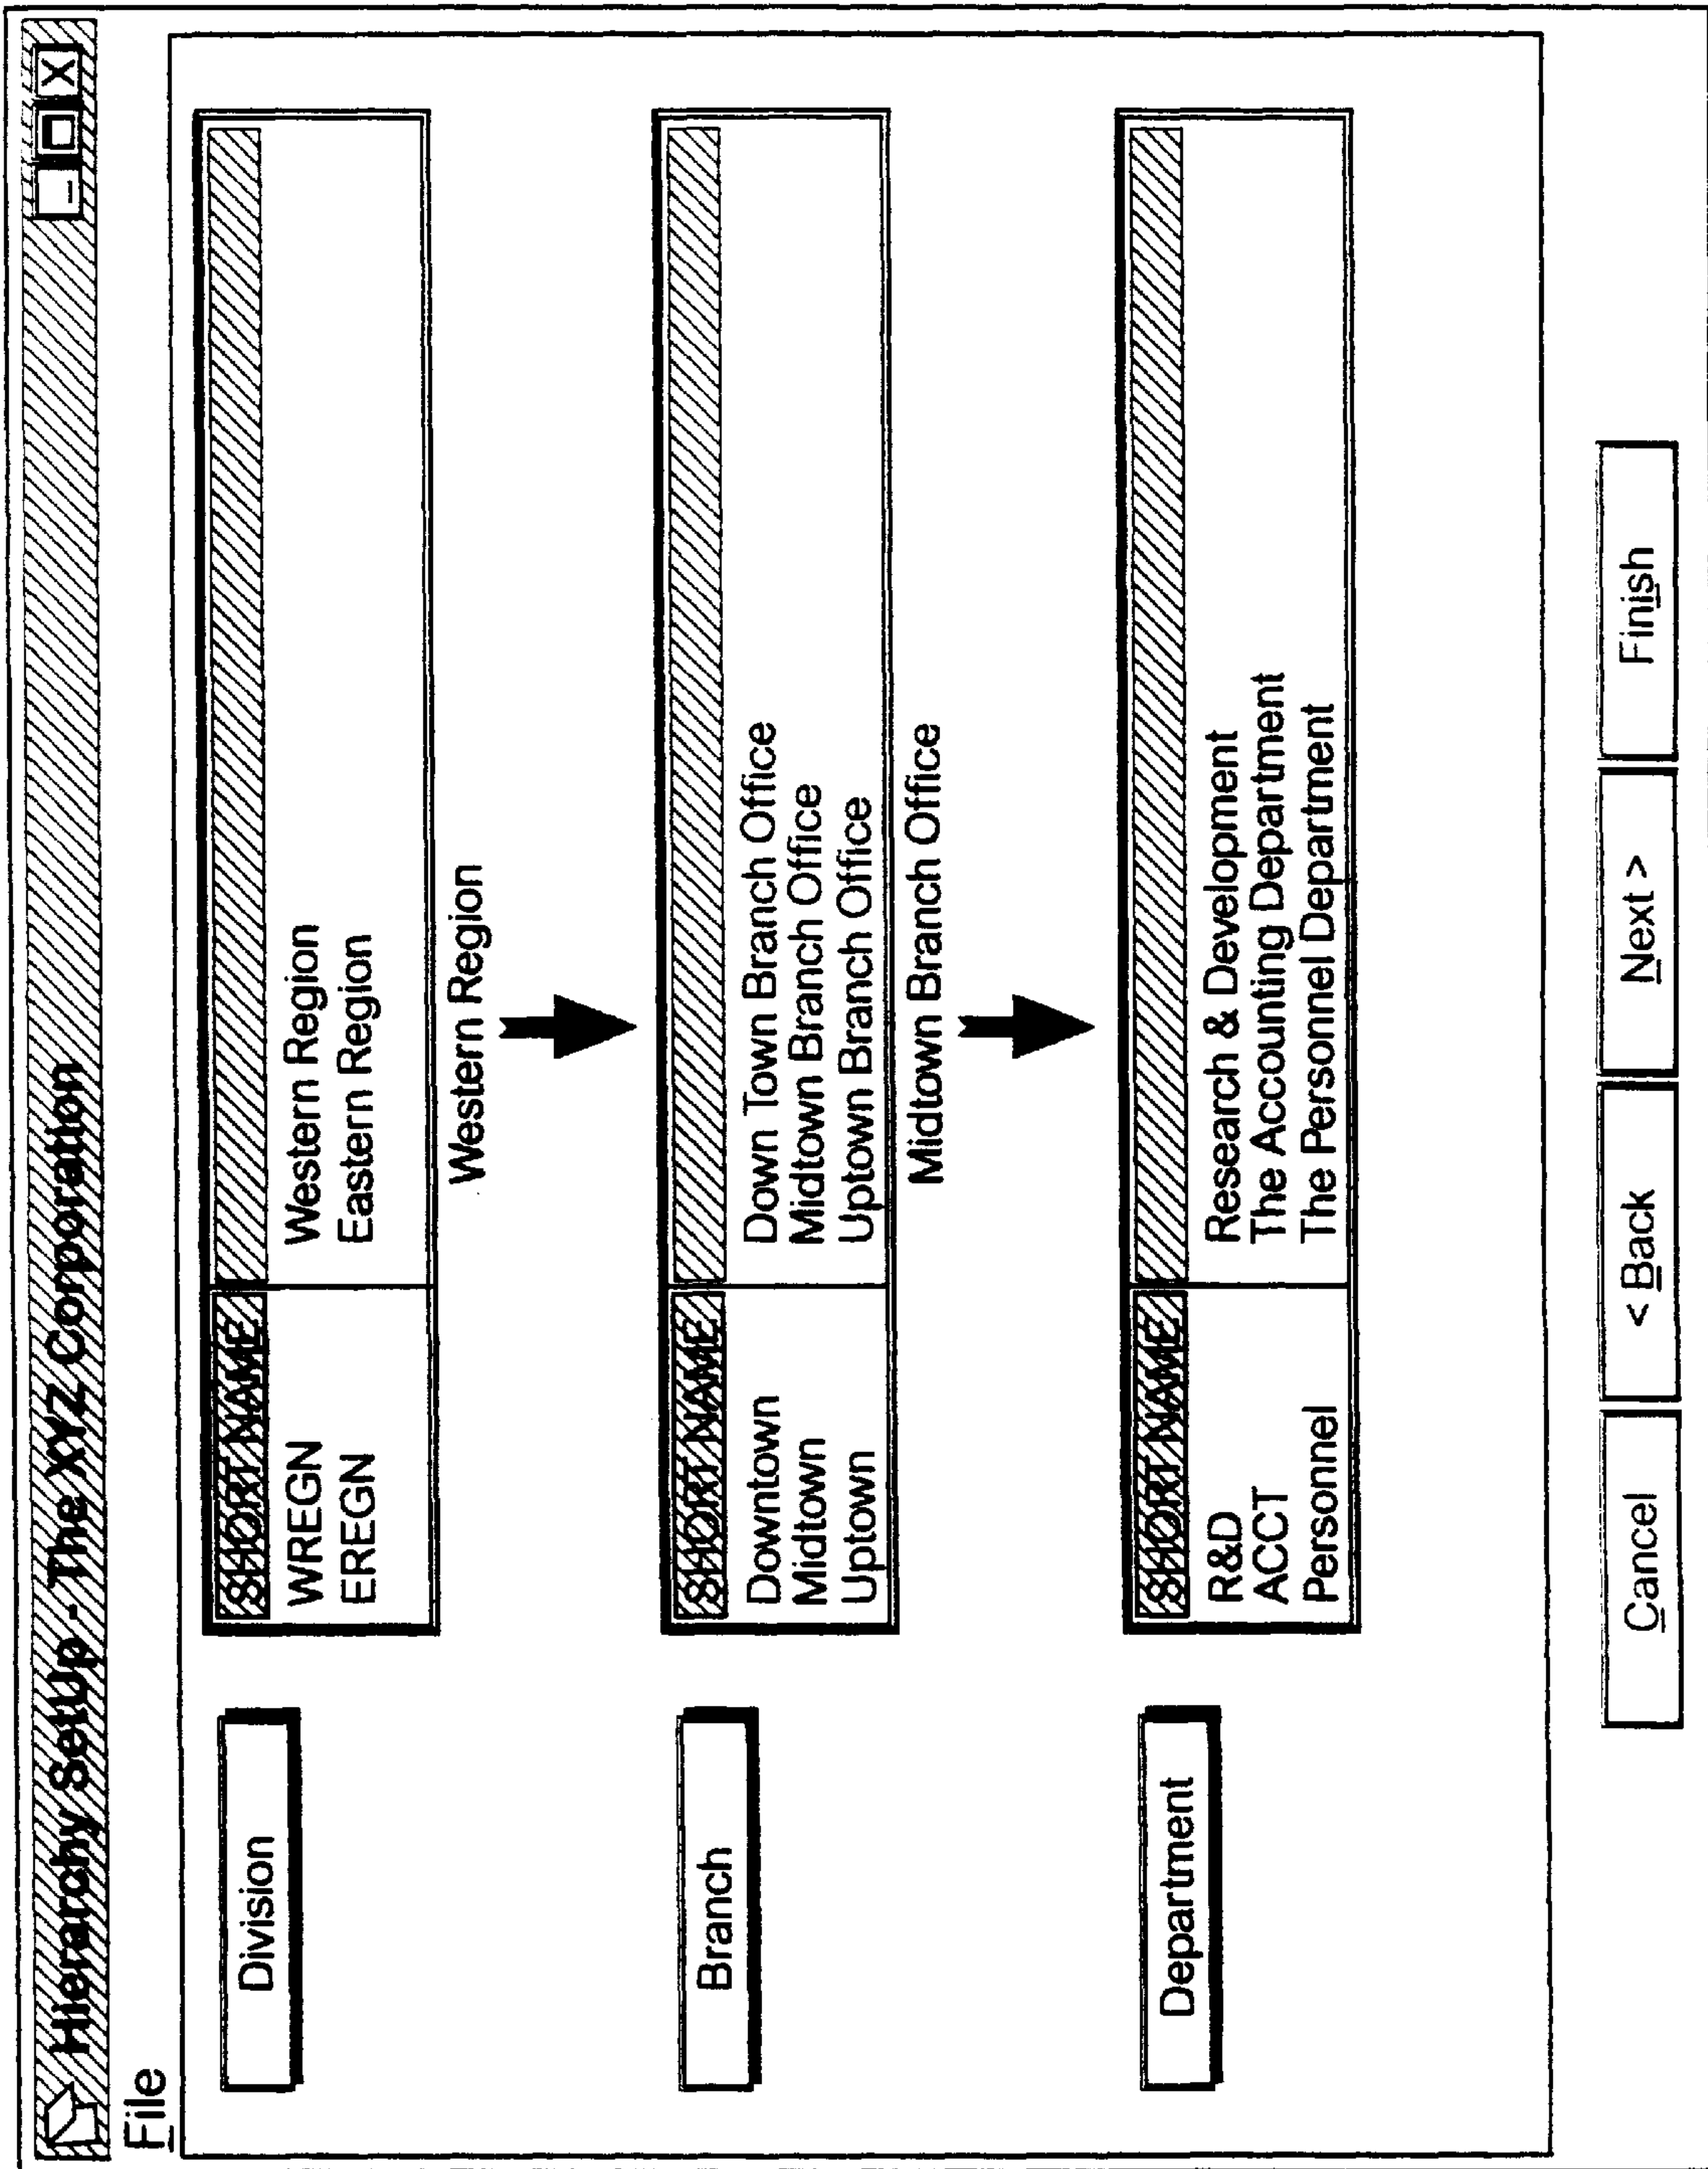 Hierarchy SetUp - The XYZ Corporation
File
Division
SHORT NAME
WREGN Western Region
EREGN Eastern Region
Western Region
Branch
SHORT NAME
Downtown Down Town Branch Office
Midtown Midtown Branch Office
Uptown Uptown Branch Office
Midtown Branch Office
Department
SHORT NAME
R&D Research & Development
ACCT The Accounting Department
Personnel The Personnel Department
Cancel < Back Next > Finish